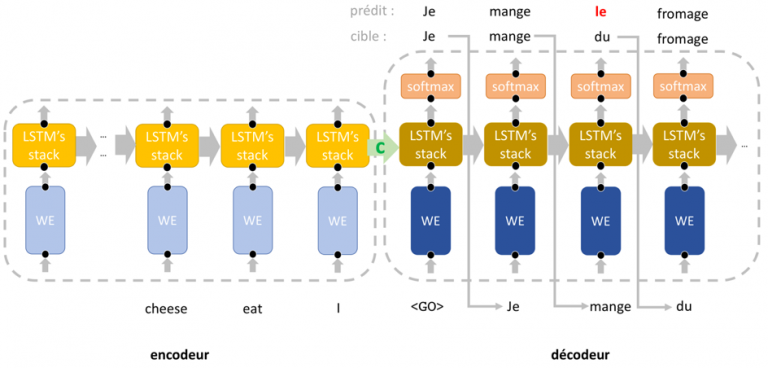 prédit : Je mange le fromage
cible : Je mange du fromage
softmax softmax softmax softmax
LSTM's stack ... ... LSTM's stack LSTM's stack LSTM's stack C LSTM's stack LSTM's stack LSTM's stack LSTM's stack ...
WE WE WE WE WE WE WE WE
cheese eat I <GO> Je mange du
encodeur décodeur